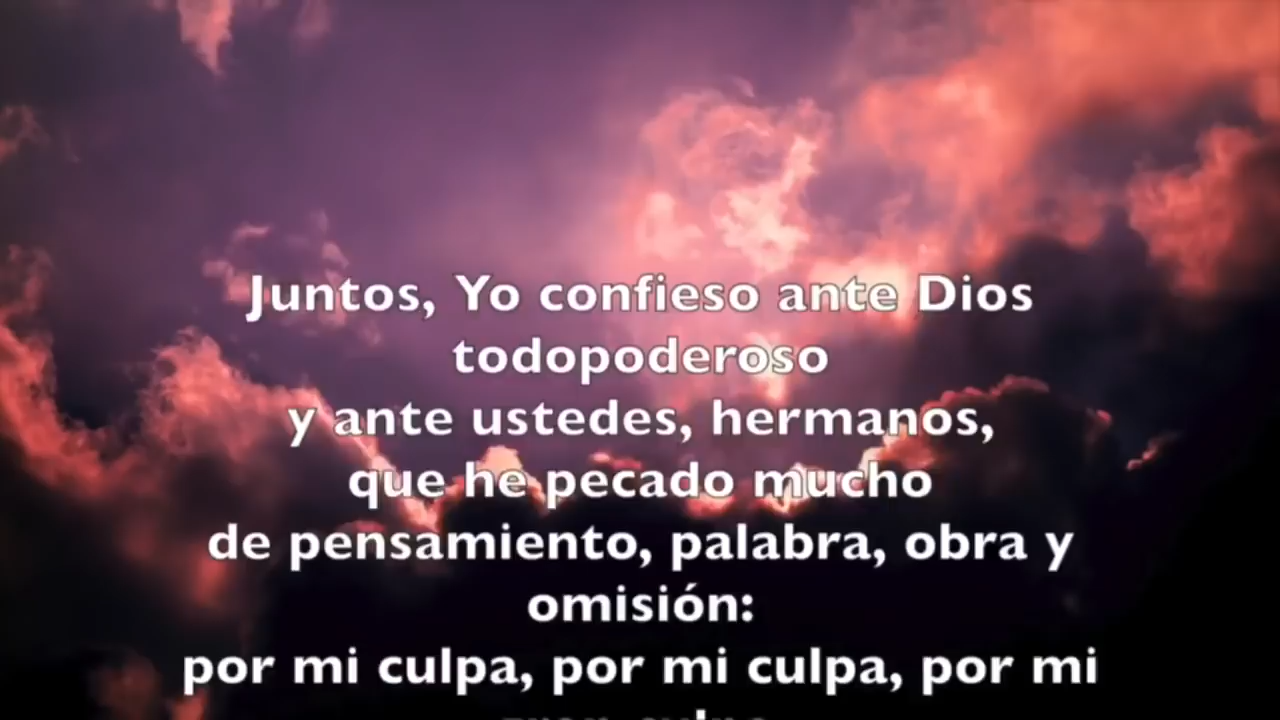 Juntos, Yo confieso ante Dios
todopoderoso
y ante ustedes, hermanos,
que he pecado mucho
de pensamiento, palabra, obra y
omisión:
por mi culpa, por mi culpa, por mi